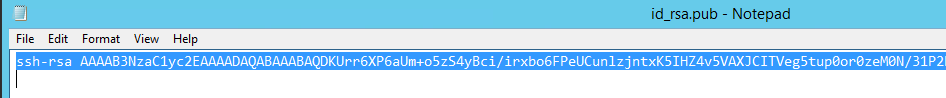 id_rsa.pub - Notepad
File Edit Format View Help
ssh-rsa AAAAB3NzaC1yc2EAAAADAQABAAABAQDKUrr6XP6aUm+o5zS4yBci/irxbo6FPeUCunlzjntxK5IHZ4v5VAXJCITVeg5tup0or0zeM0N/31P2